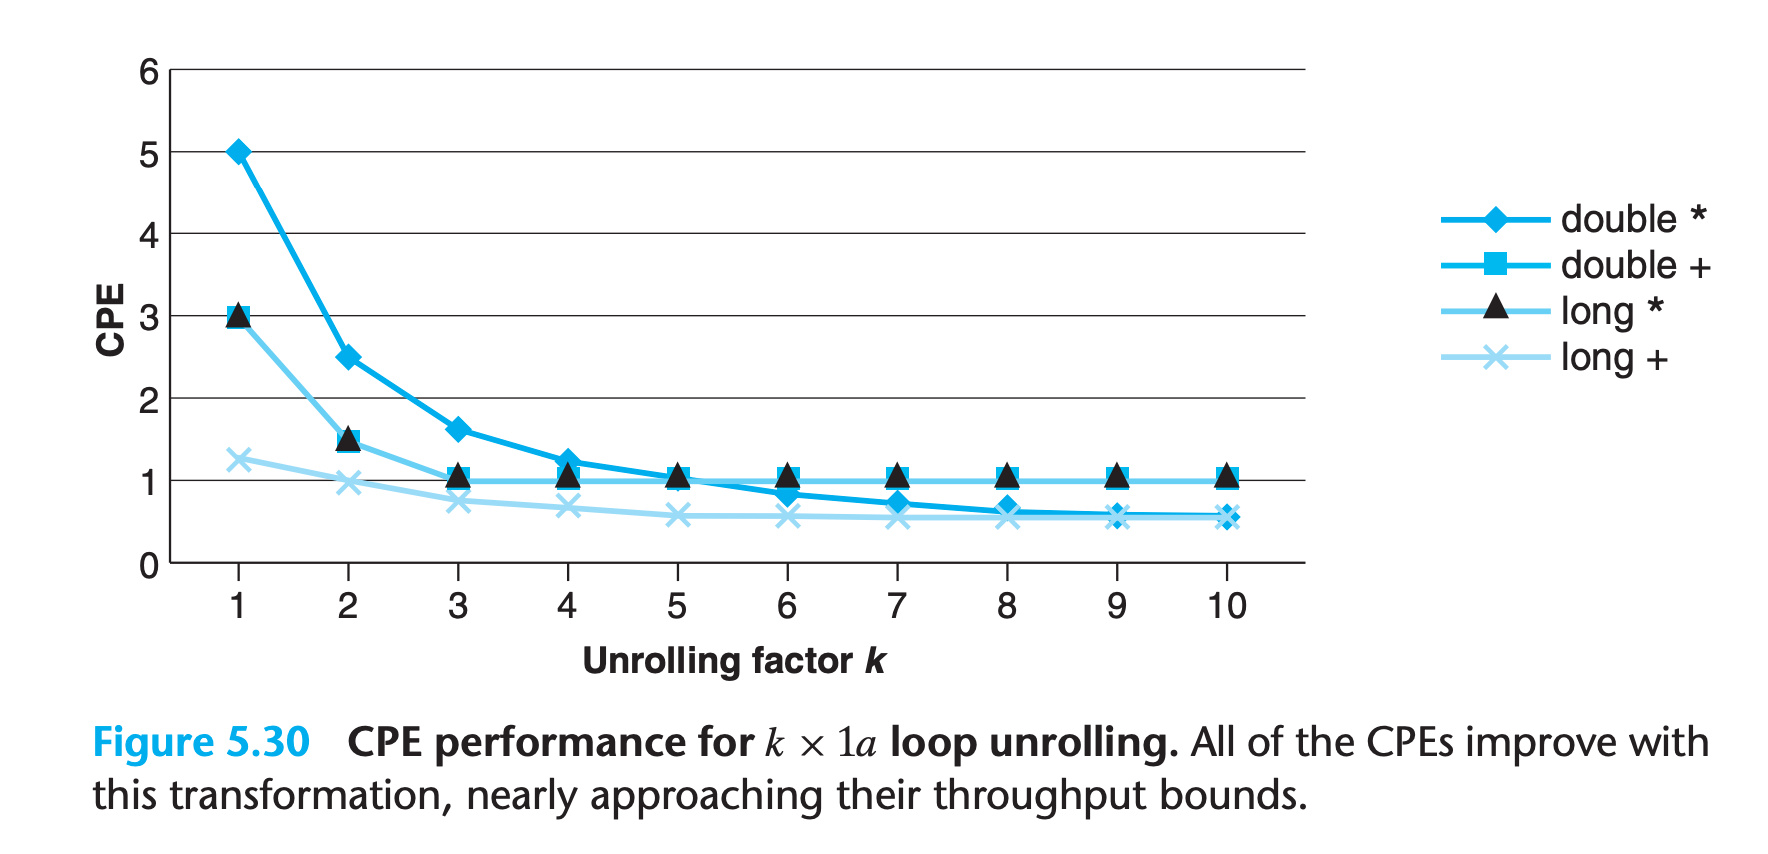 6
5
4
3
2
1
0
CPE
1 2 3 4 5 6 7 8 9 10
Unrolling factor k
double *
double +
long *
long +
Figure 5.30 CPE performance for k × 1a loop unrolling. All of the CPEs improve with
this transformation, nearly approaching their throughput bounds.